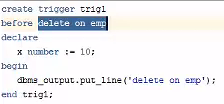 create trigger trig1
before delete on emp
declare
x number := 10;
begin
dbms_output.put_line('delete on emp');
end trig1;